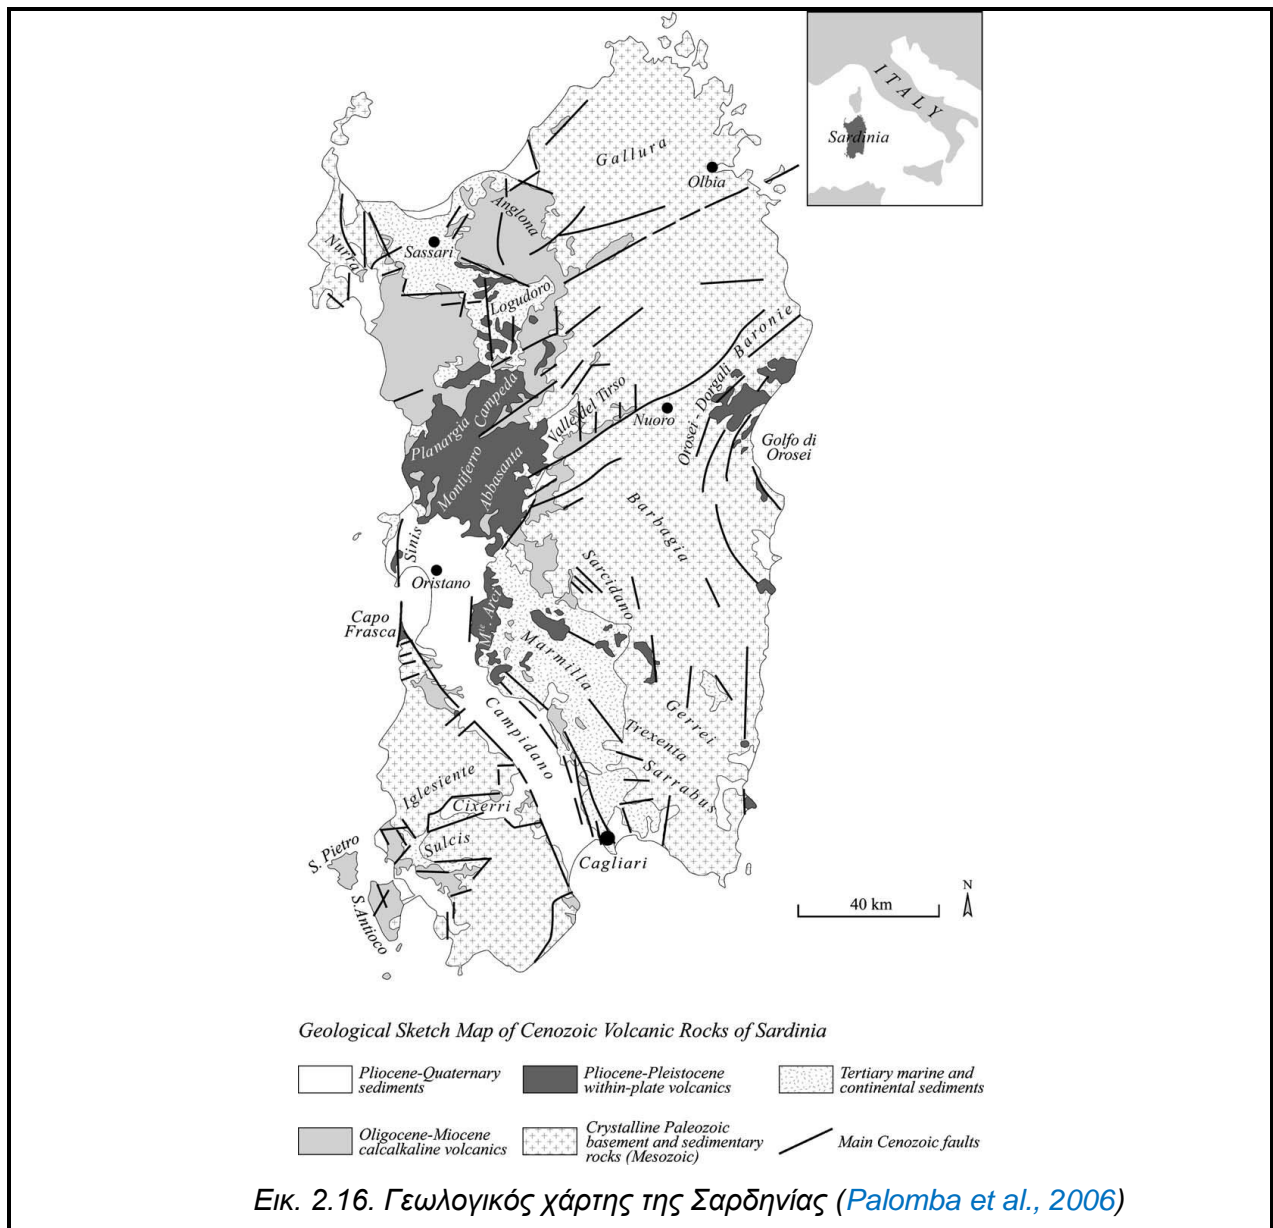 ITALY
Sardinia
Gallura
Olbia
Anglona
Nurra
Sassari
Logudoro
Baronie
Orosei - Dorgali
Campeda
Planargia
Valle del Tirso
Nuoro
Golfo di
Orosei
Montiferro
Abbasanta
Barbagia
Sinis
Sarcidano
Oristano
Capo
Frasca
Mte. Arci
Marmilla
Campidano
Gerrei
Trexenta
Sarrabus
Iglesiente
Cixerri
Sulcis
S. Pietro
S.Antioco
Cagliari
N
40 km
Geological Sketch Map of Cenozoic Volcanic Rocks of Sardinia
Pliocene-Quaternary
sediments
Pliocene-Pleistocene
within-plate volcanics
Tertiary marine and
continental sediments
Oligocene-Miocene
calcalkaline volcanics
Crystalline Paleozoic
basement and sedimentary
rocks (Mesozoic)
Main Cenozoic faults
Εικ. 2.16. Γεωλογικός χάρτης της Σαρδηνίας (Palomba et al., 2006)